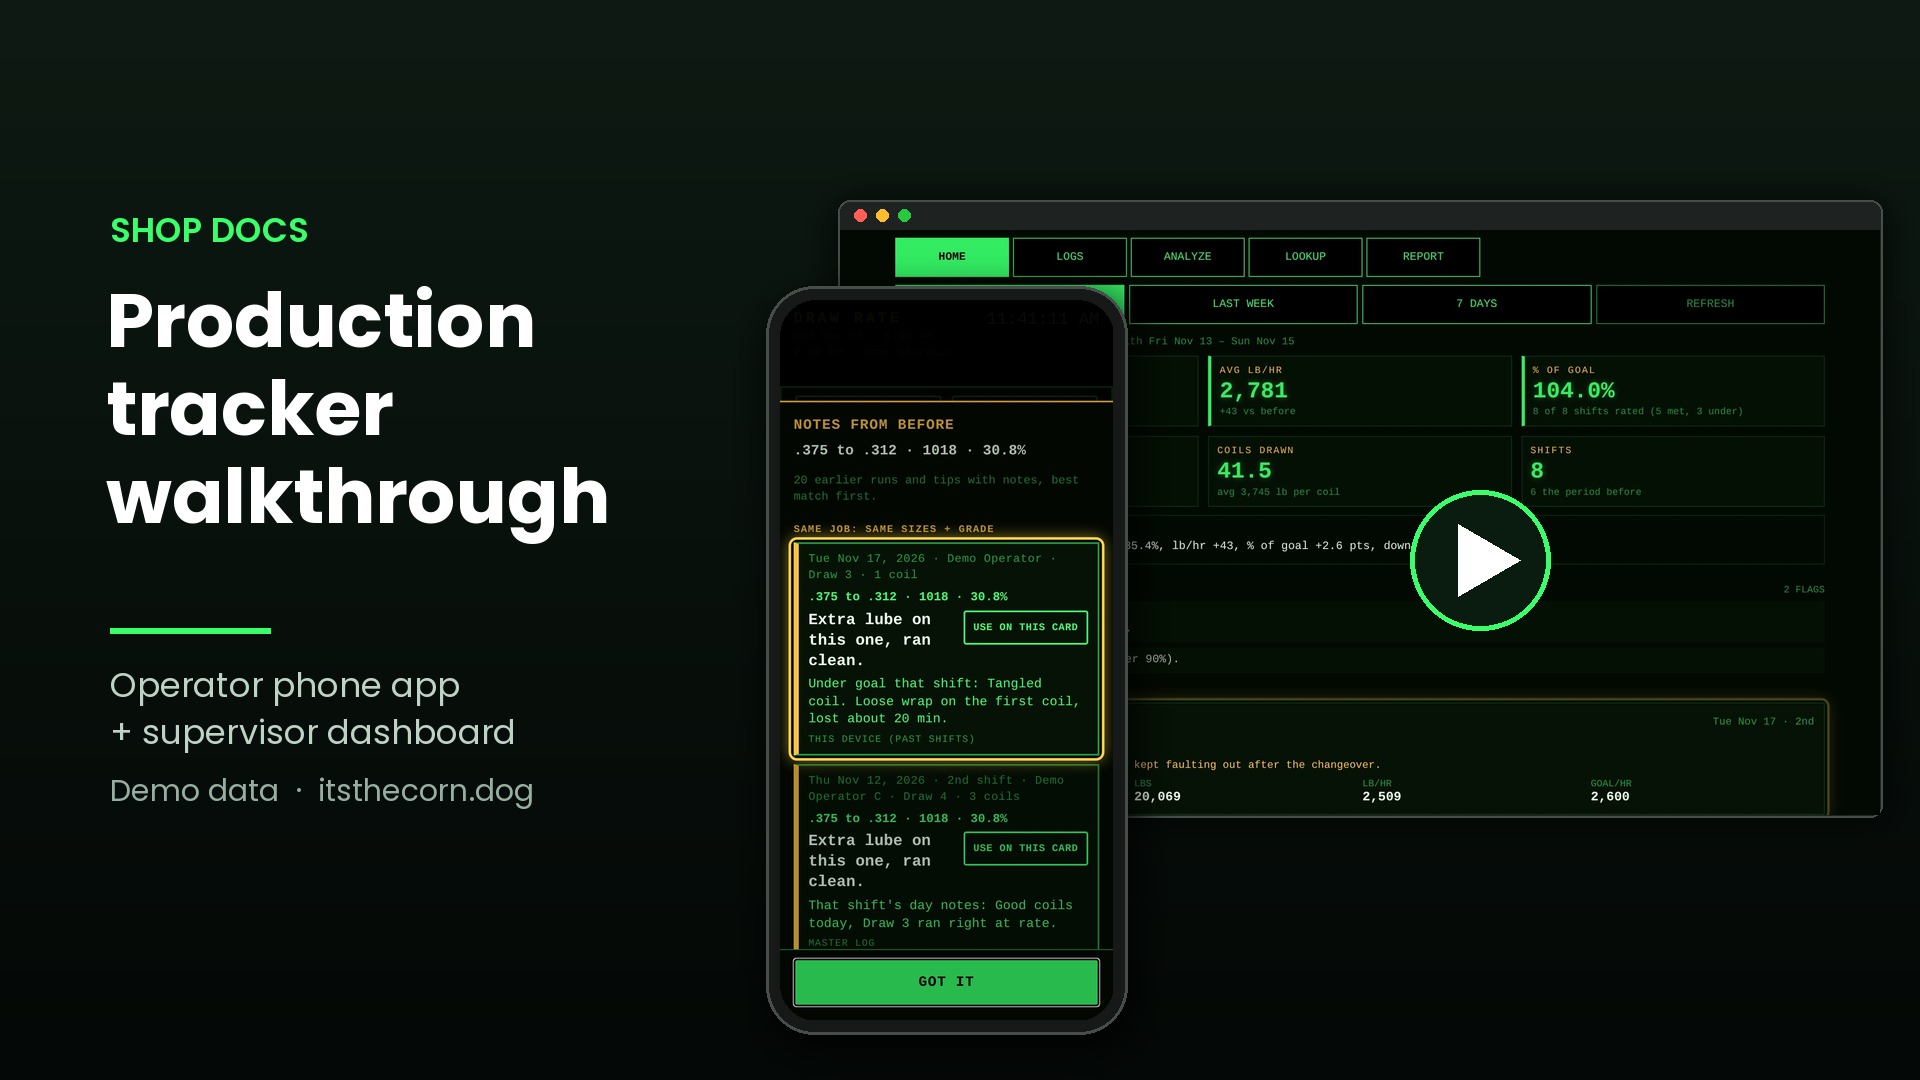 SHOP DOCS
Production
tracker
walkthrough
Operator phone app
+ supervisor dashboard
Demo data · itsthecorn.dog
HOME
LOGS
ANALYZE
LOOKUP
REPORT
LAST WEEK
7 DAYS
REFRESH
Fri Nov 13 – Sun Nov 15
AVG LB/HR
2,781
+43 vs before
% OF GOAL
104.0%
8 of 8 shifts rated (5 met, 3 under)
COILS DRAWN
41.5
avg 3,745 lb per coil
SHIFTS
8
6 the period before
35.4%, lb/hr +43, % of goal +2.6 pts, down
2 FLAGS
90%).
Tue Nov 17 · 2nd
kept faulting out after the changeover.
LBS
20,069
LB/HR
2,509
GOAL/HR
2,600
DRAW RATE
11:41:11 AM
NOTES FROM BEFORE
.375 to .312 · 1018 · 30.8%
20 earlier runs and tips with notes, best
match first.
SAME JOB: SAME SIZES + GRADE
Tue Nov 17, 2026 · Demo Operator ·
Draw 3 · 1 coil
.375 to .312 · 1018 · 30.8%
Extra lube on
this one, ran
clean.
USE ON THIS CARD
Under goal that shift: Tangled
coil. Loose wrap on the first coil,
lost about 20 min.
THIS DEVICE (PAST SHIFTS)
Thu Nov 12, 2026 · 2nd shift · Demo
Operator C · Draw 4 · 3 coils
.375 to .312 · 1018 · 30.8%
Extra lube on
this one, ran
clean.
USE ON THIS CARD
That shift's day notes: Good coils
today, Draw 3 ran right at rate.
MASTER LOG
GOT IT